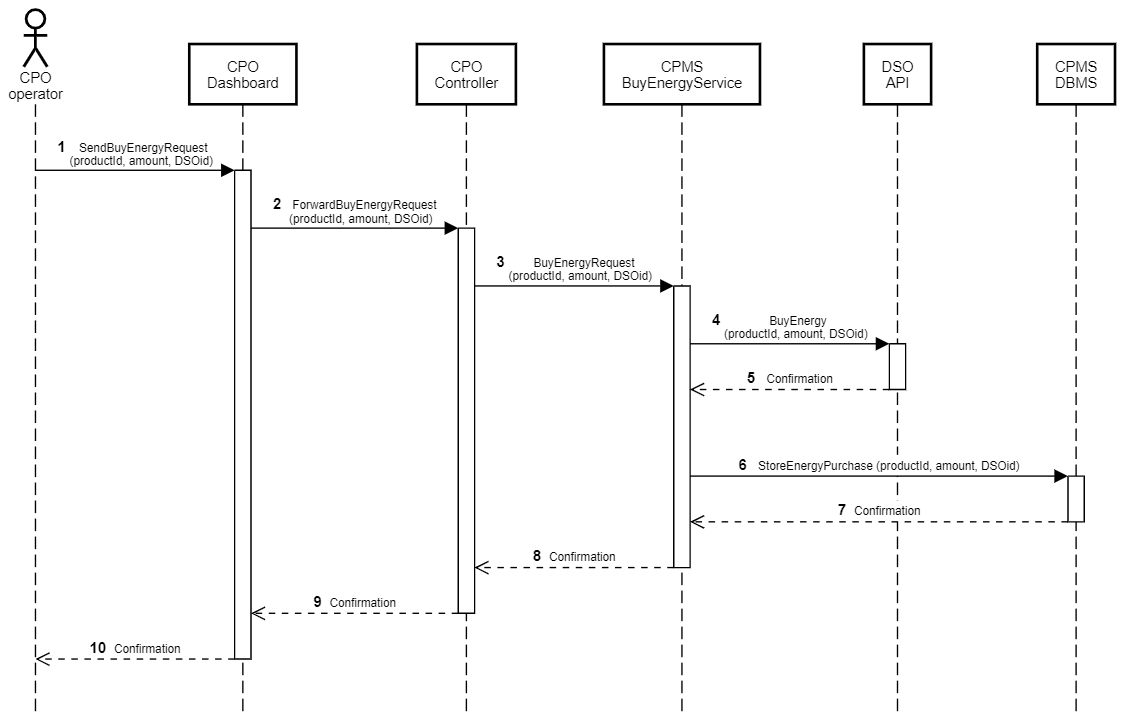 CPO
operator
CPO
Dashboard
CPO
Controller
CPMS
BuyEnergyService
DSO
API
CPMS
DBMS
1 SendBuyEnergyRequest
(productId, amount, DSOid)
2 ForwardBuyEnergyRequest
(productId, amount, DSOid)
3 BuyEnergyRequest
(productId, amount, DSOid)
4 BuyEnergy
(productId, amount, DSOid)
5 Confirmation
6 StoreEnergyPurchase (productId, amount, DSOid)
7 Confirmation
8 Confirmation
9 Confirmation
10 Confirmation